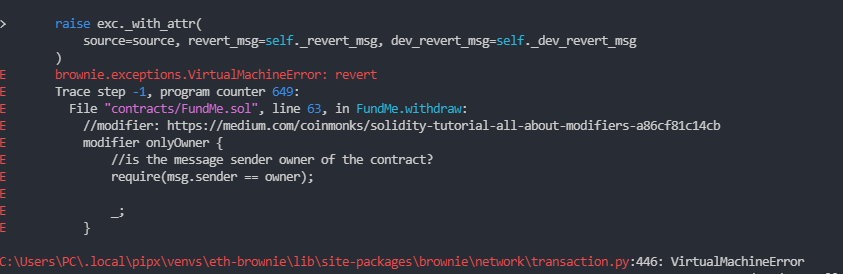 >       raise exc._with_attr(
            source=source, revert_msg=self._revert_msg, dev_revert_msg=self._dev_revert_msg
        )
E       brownie.exceptions.VirtualMachineError: revert
E       Trace step -1, program counter 649:
E         File "contracts/FundMe.sol", line 63, in FundMe.withdraw:
E           //modifier: https://medium.com/coinmonks/solidity-tutorial-all-about-modifiers-a86cf81c14cb
E           modifier onlyOwner {
E               //is the message sender owner of the contract?
E               require(msg.sender == owner);
E
E               _;
E           }
C:\Users\PC\.local\pipx\venvs\eth-brownie\lib\site-packages\brownie\network\transaction.py:446: VirtualMachineError